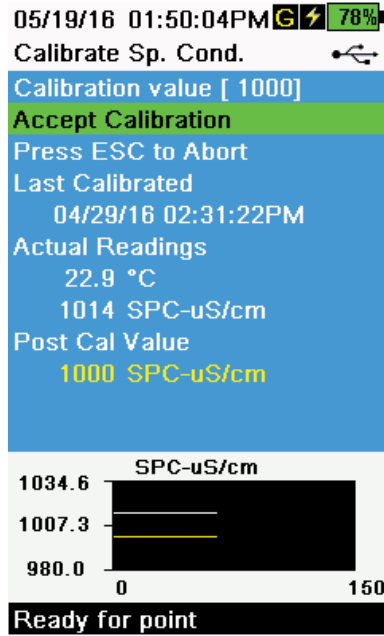 05/19/16 01:50:04PM G 78%
Calibrate Sp. Cond.
Calibration value [ 1000]
Accept Calibration
Press ESC to Abort
Last Calibrated
04/29/16 02:31:22PM
Actual Readings
22.9 °C
1014 SPC-uS/cm
Post Cal Value
1000 SPC-uS/cm
SPC-uS/cm
1034.6
1007.3
980.0
0 150
Ready for point